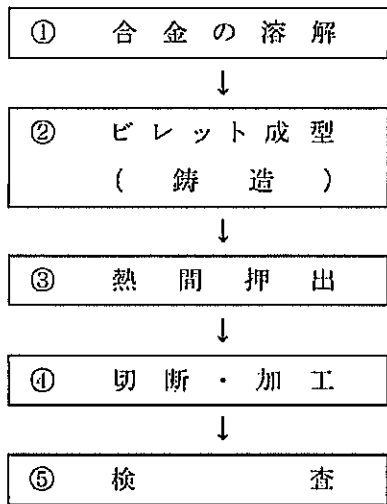 ① 合金の溶解
↓
② ビレット成型
(鋳造)
↓
③ 熱間押出
↓
④ 切断・加工
↓
⑤ 検査